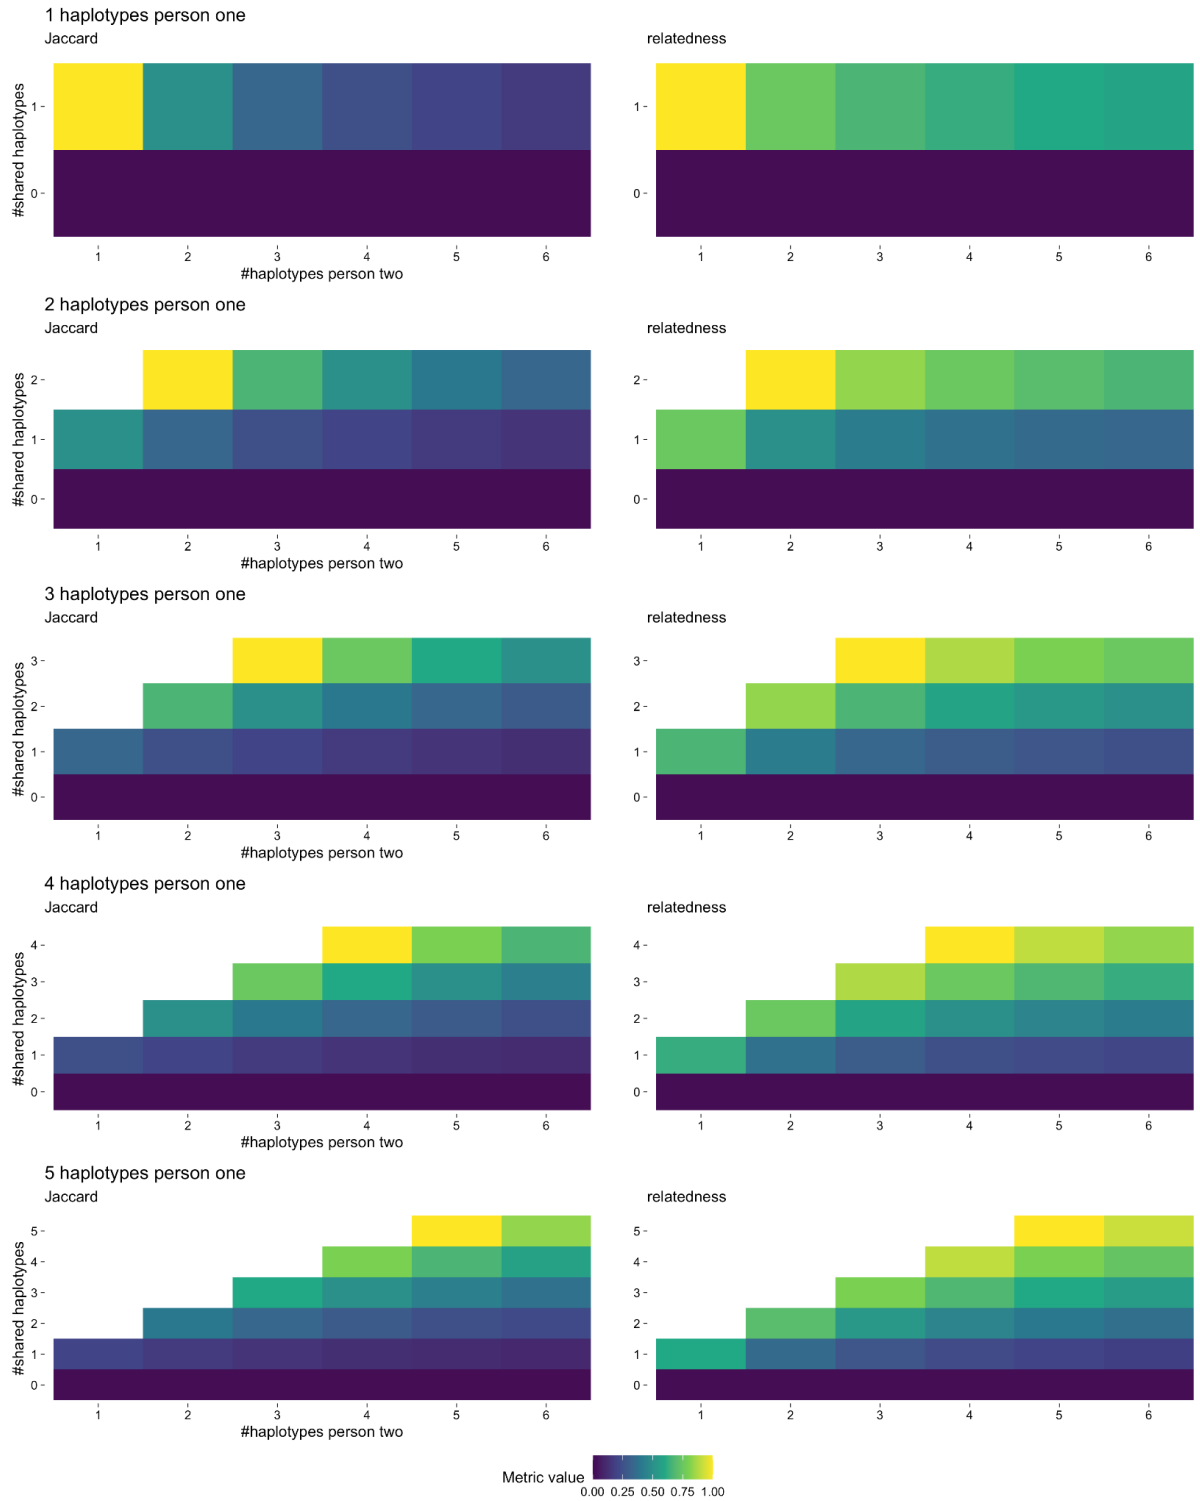 1 haplotypes person one
Jaccard
relatedness
#shared haplotypes
1
0
1 2 3 4 5 6
#haplotypes person two
1
0
1 2 3 4 5 6
2 haplotypes person one
Jaccard
relatedness
#shared haplotypes
2
1
0
1 2 3 4 5 6
#haplotypes person two
2
1
0
1 2 3 4 5 6
3 haplotypes person one
Jaccard
relatedness
#shared haplotypes
3
2
1
0
1 2 3 4 5 6
#haplotypes person two
3
2
1
0
1 2 3 4 5 6
4 haplotypes person one
Jaccard
relatedness
#shared haplotypes
4
3
2
1
0
1 2 3 4 5 6
#haplotypes person two
4
3
2
1
0
1 2 3 4 5 6
5 haplotypes person one
Jaccard
relatedness
#shared haplotypes
5
4
3
2
1
0
1 2 3 4 5 6
#haplotypes person two
5
4
3
2
1
0
1 2 3 4 5 6
Metric value
0.00 0.25 0.50 0.75 1.00